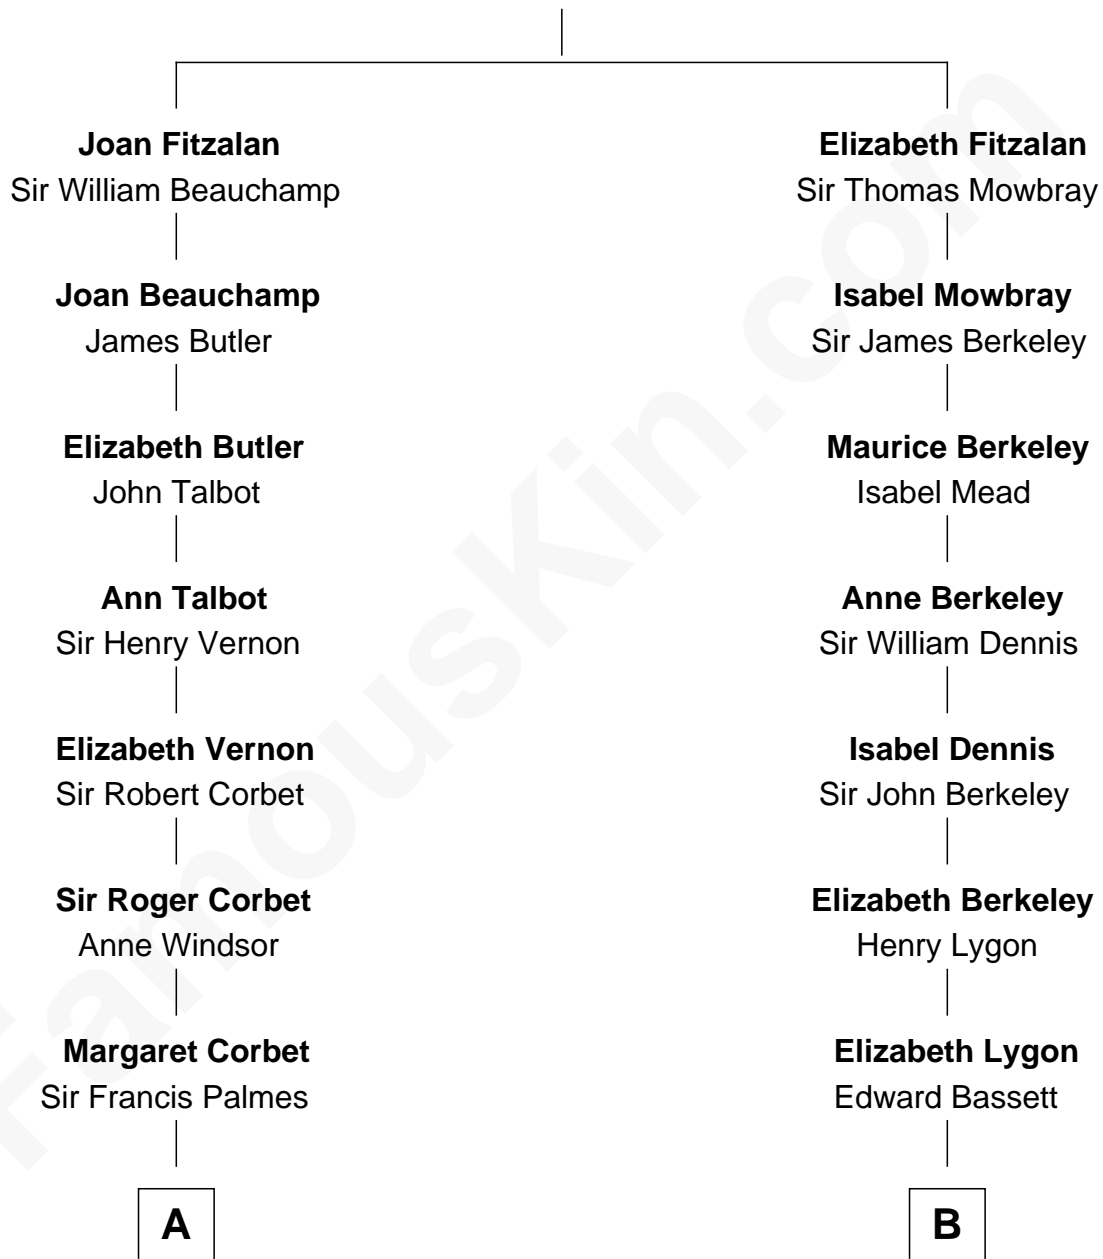 Joan Fitzalan
Sir William Beauchamp
Joan Beauchamp
James Butler
Elizabeth Butler
John Talbot
Ann Talbot
Sir Henry Vernon
Elizabeth Vernon
Sir Robert Corbet
Sir Roger Corbet
Anne Windsor
Margaret Corbet
Sir Francis Palmes
A
Elizabeth Fitzalan
Sir Thomas Mowbray
Isabel Mowbray
Sir James Berkeley
Maurice Berkeley
Isabel Mead
Anne Berkeley
Sir William Dennis
Isabel Dennis
Sir John Berkeley
Elizabeth Berkeley
Henry Lygon
Elizabeth Lygon
Edward Bassett
B
FamousKin.com